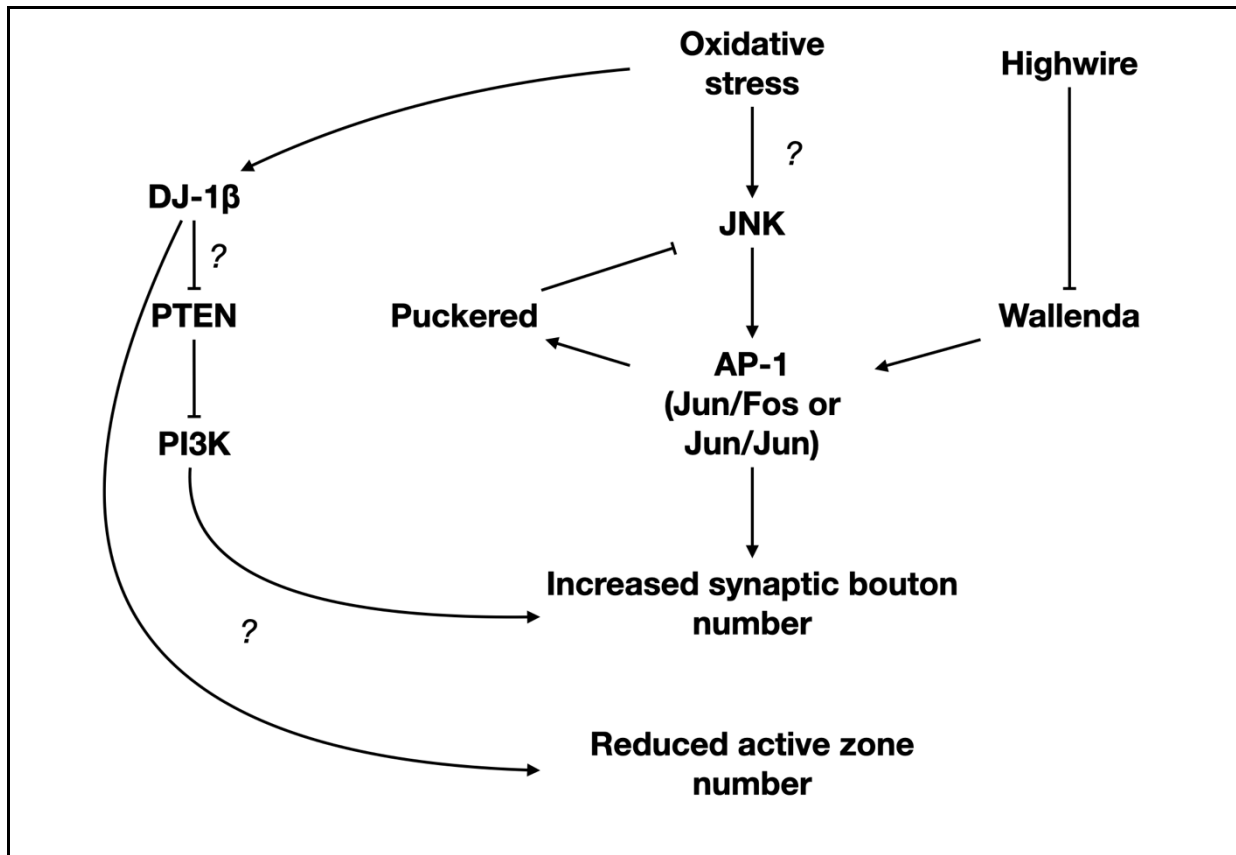 Oxidative
stress
Highwire
?
DJ-1β
JNK
?
PTEN
Puckered
Wallenda
AP-1
(Jun/Fos or
Jun/Jun)
PI3K
Increased synaptic bouton
number
?
Reduced active zone
number